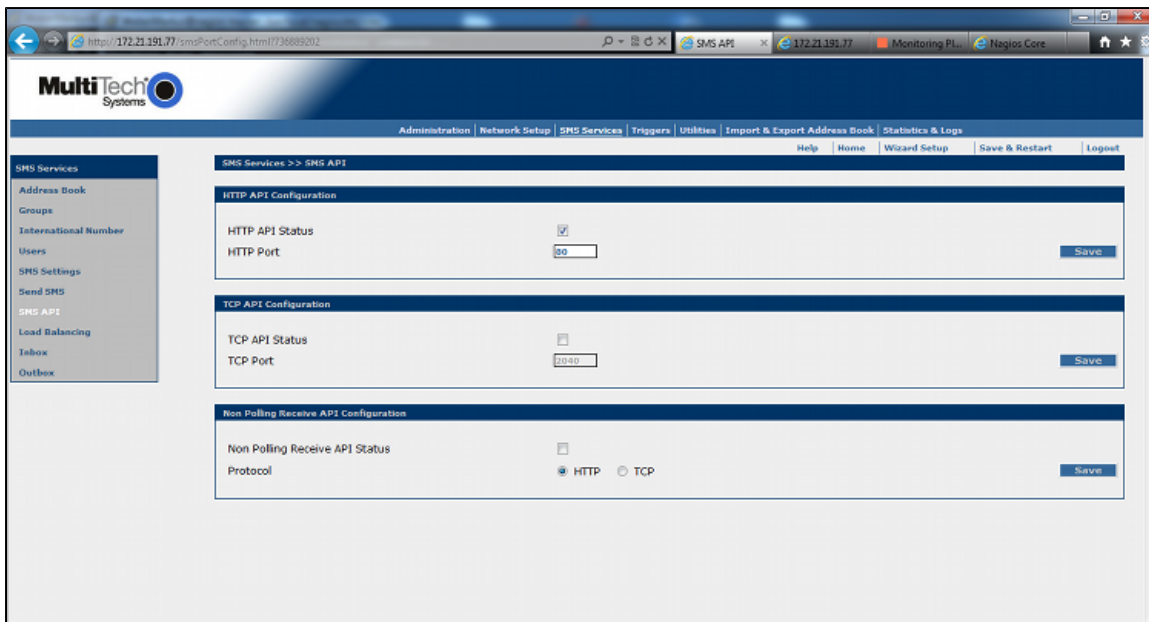 http://172.21.191.77/smsPortConfig.html?736889202
SMS API
172.21.191.77
Monitoring Pl...
Nagios Core
MultiTech
Systems
Administration | Network Setup | SMS Services | Triggers | Utilities | Import & Export Address Book | Statistics & Logs
Help | Home | Wizard Setup | Save & Restart | Logout
SMS Services
Address Book
Groups
International Number
Users
SMS Settings
Send SMS
SMS API
Load Balancing
Inbox
Outbox
SMS Services >> SMS API
HTTP API Configuration
HTTP API Status
HTTP Port 80
Save
TCP API Configuration
TCP API Status
TCP Port 2040
Save
Non Polling Receive API Configuration
Non Polling Receive API Status
Protocol HTTP TCP
Save